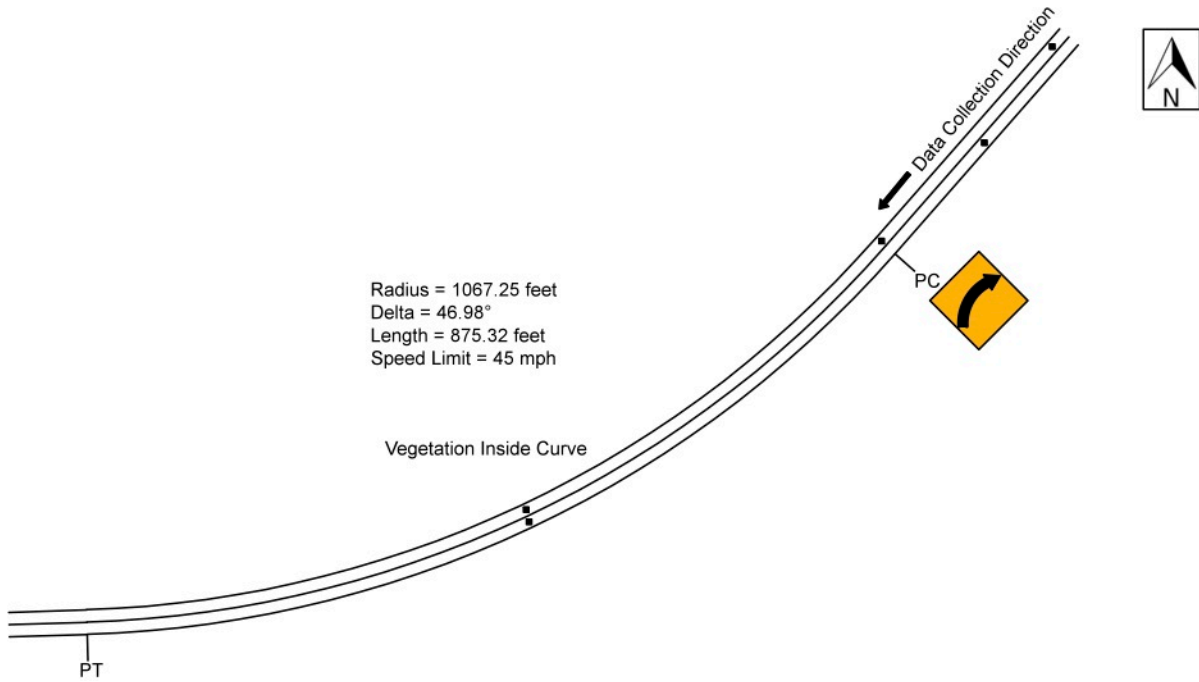 Data Collection Direction
N
PC
Radius = 1067.25 feet
Delta = 46.98°
Length = 875.32 feet
Speed Limit = 45 mph
Vegetation Inside Curve
PT